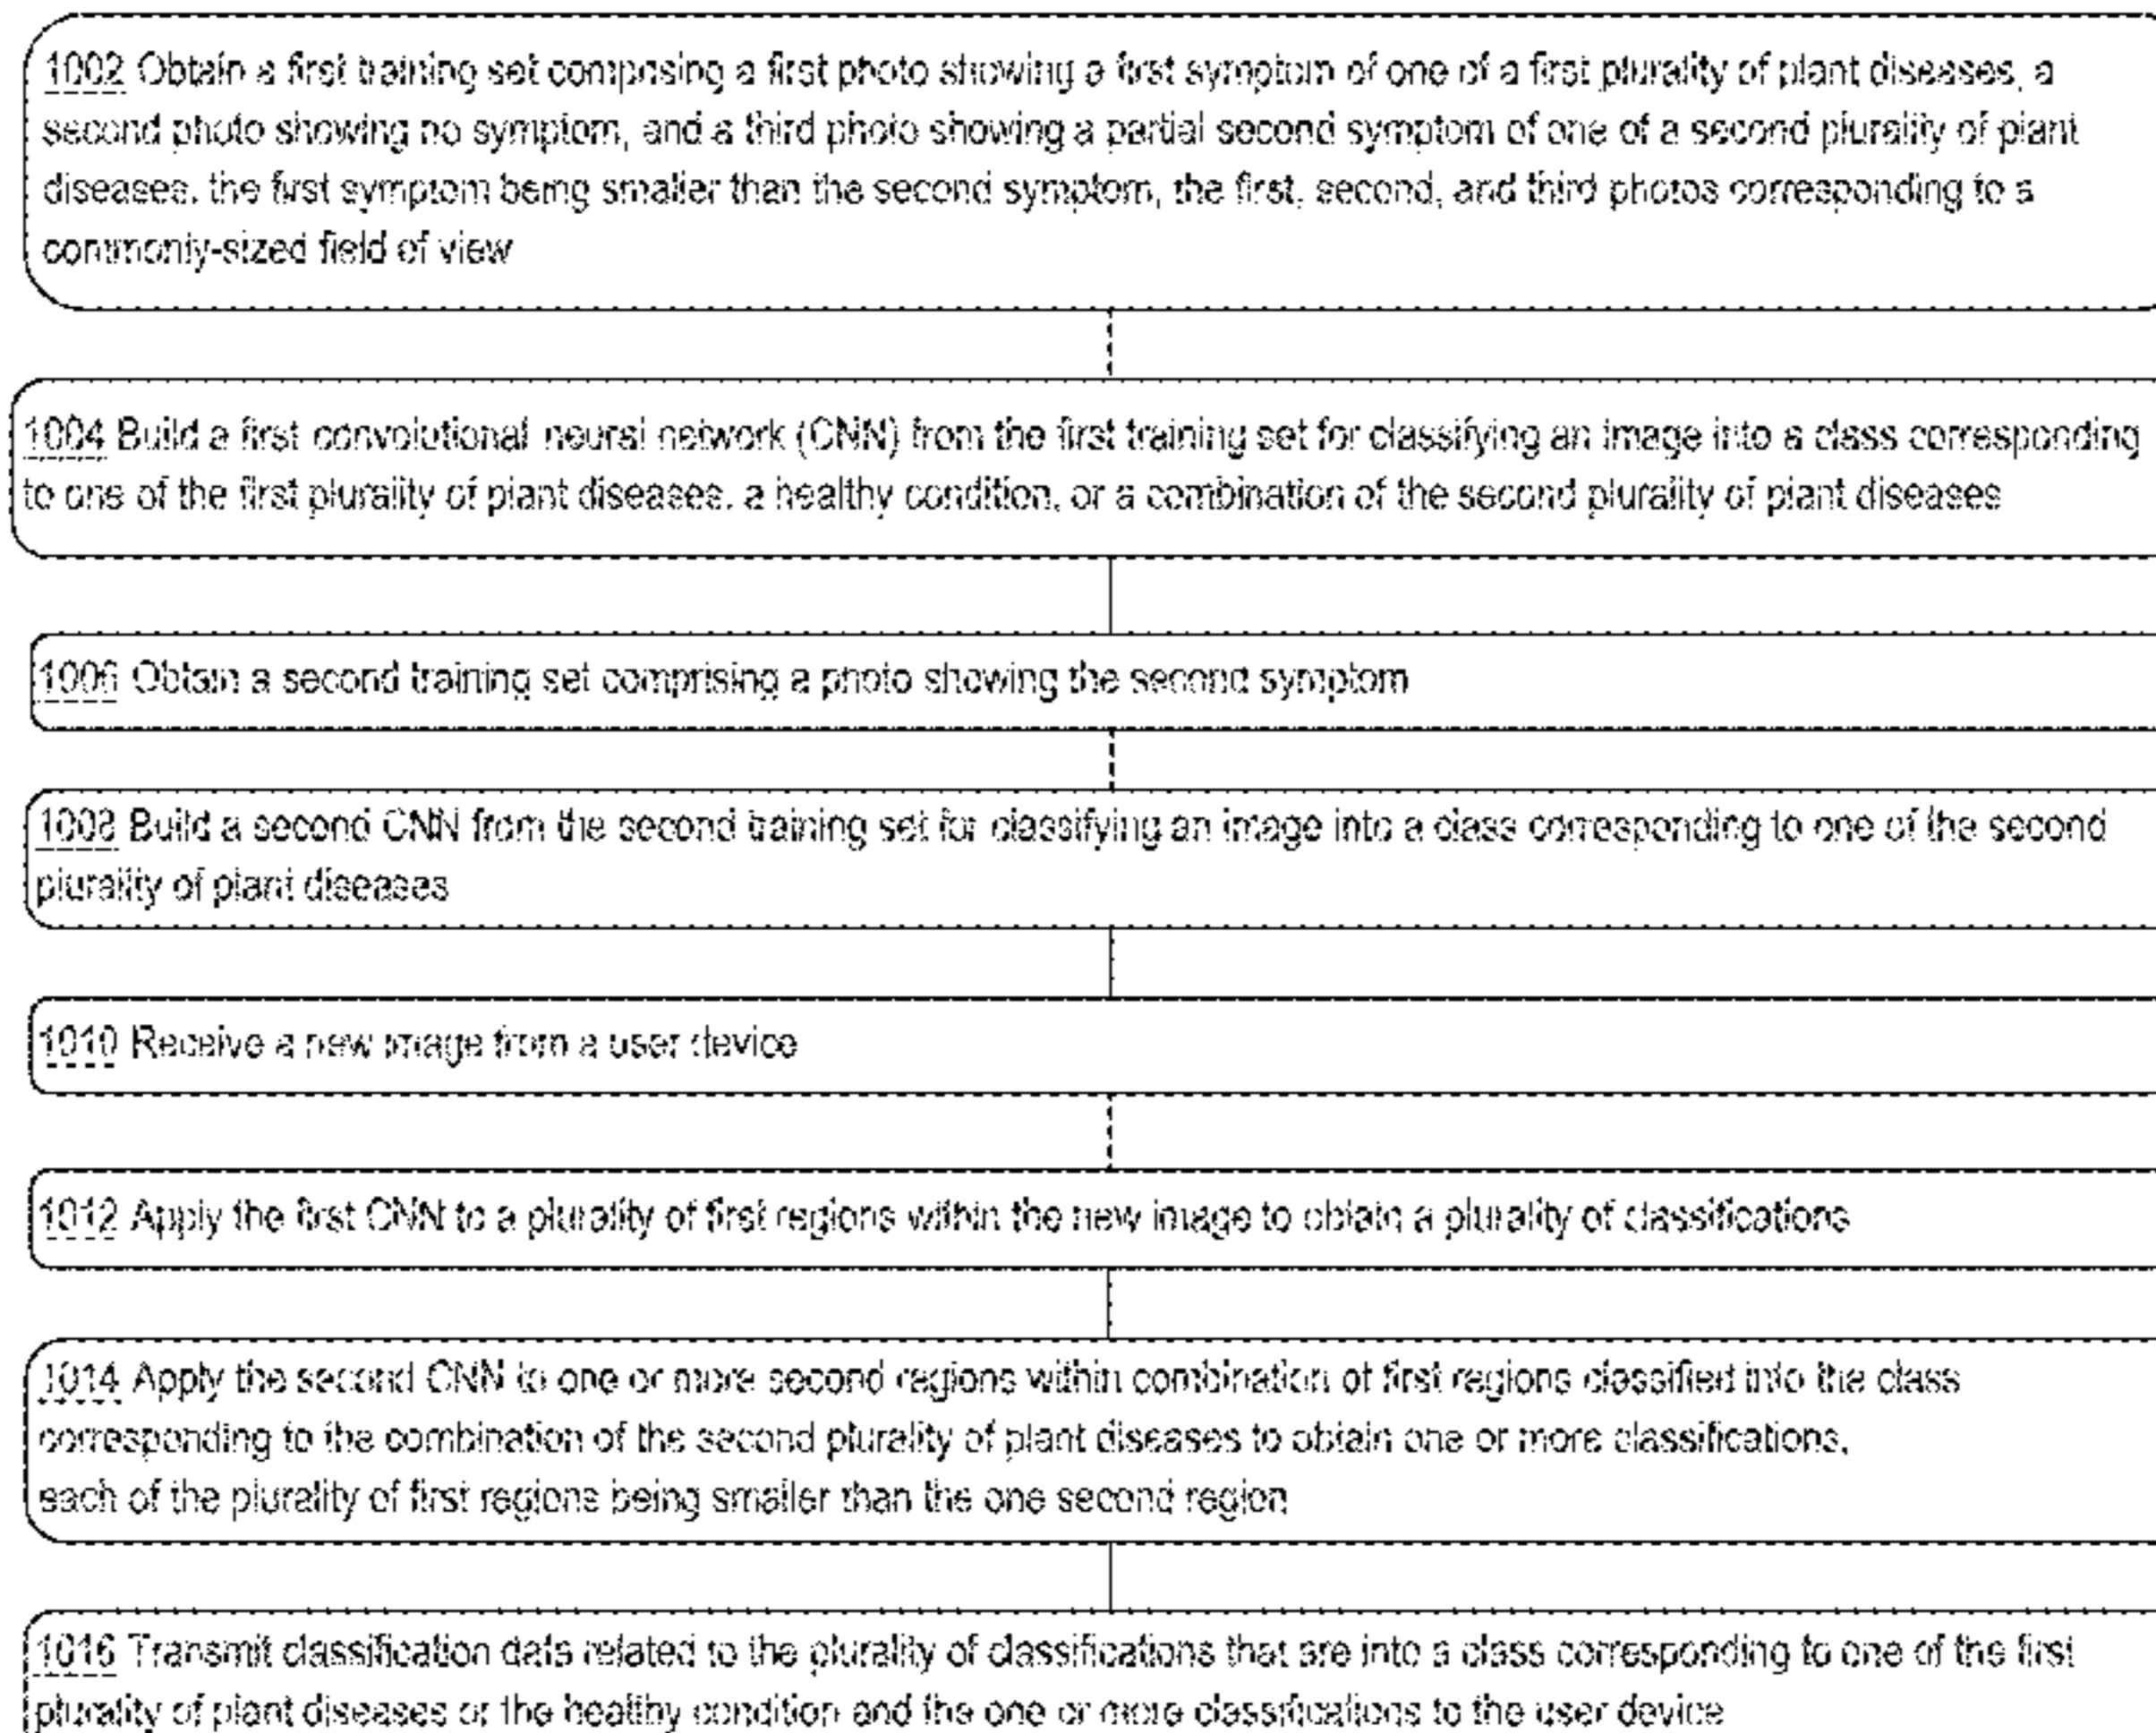 1002 Obtain a first training set comprising a first photo showing a first symptom of one of a first plurality of plant diseases, a
second photo showing no symptom, and a third photo showing a partial second symptom of one of a second plurality of plant
diseases, the first symptom being smaller than the second symptom, the first, second, and third photos corresponding to a
commonly-sized field of view
1004 Build a first convolutional neural network (CNN) from the first training set for classifying an image into a class corresponding
to one of the first plurality of plant diseases, a healthy condition, or a combination of the second plurality of plant diseases
1006 Obtain a second training set comprising a photo showing the second symptom
1008 Build a second CNN from the second training set for classifying an image into a class corresponding to one of the second
plurality of plant diseases
1010 Receive a new image from a user device
1012 Apply the first CNN to a plurality of first regions within the new image to obtain a plurality of classifications
1014 Apply the second CNN to one or more second regions within combination of first regions classified into the class
corresponding to the combination of the second plurality of plant diseases to obtain one or more classifications,
each of the plurality of first regions being smaller than the one second region
1016 Transmit classification data related to the plurality of classifications that are into a class corresponding to one of the first
plurality of plant diseases or the healthy condition and the one or more classifications to the user device